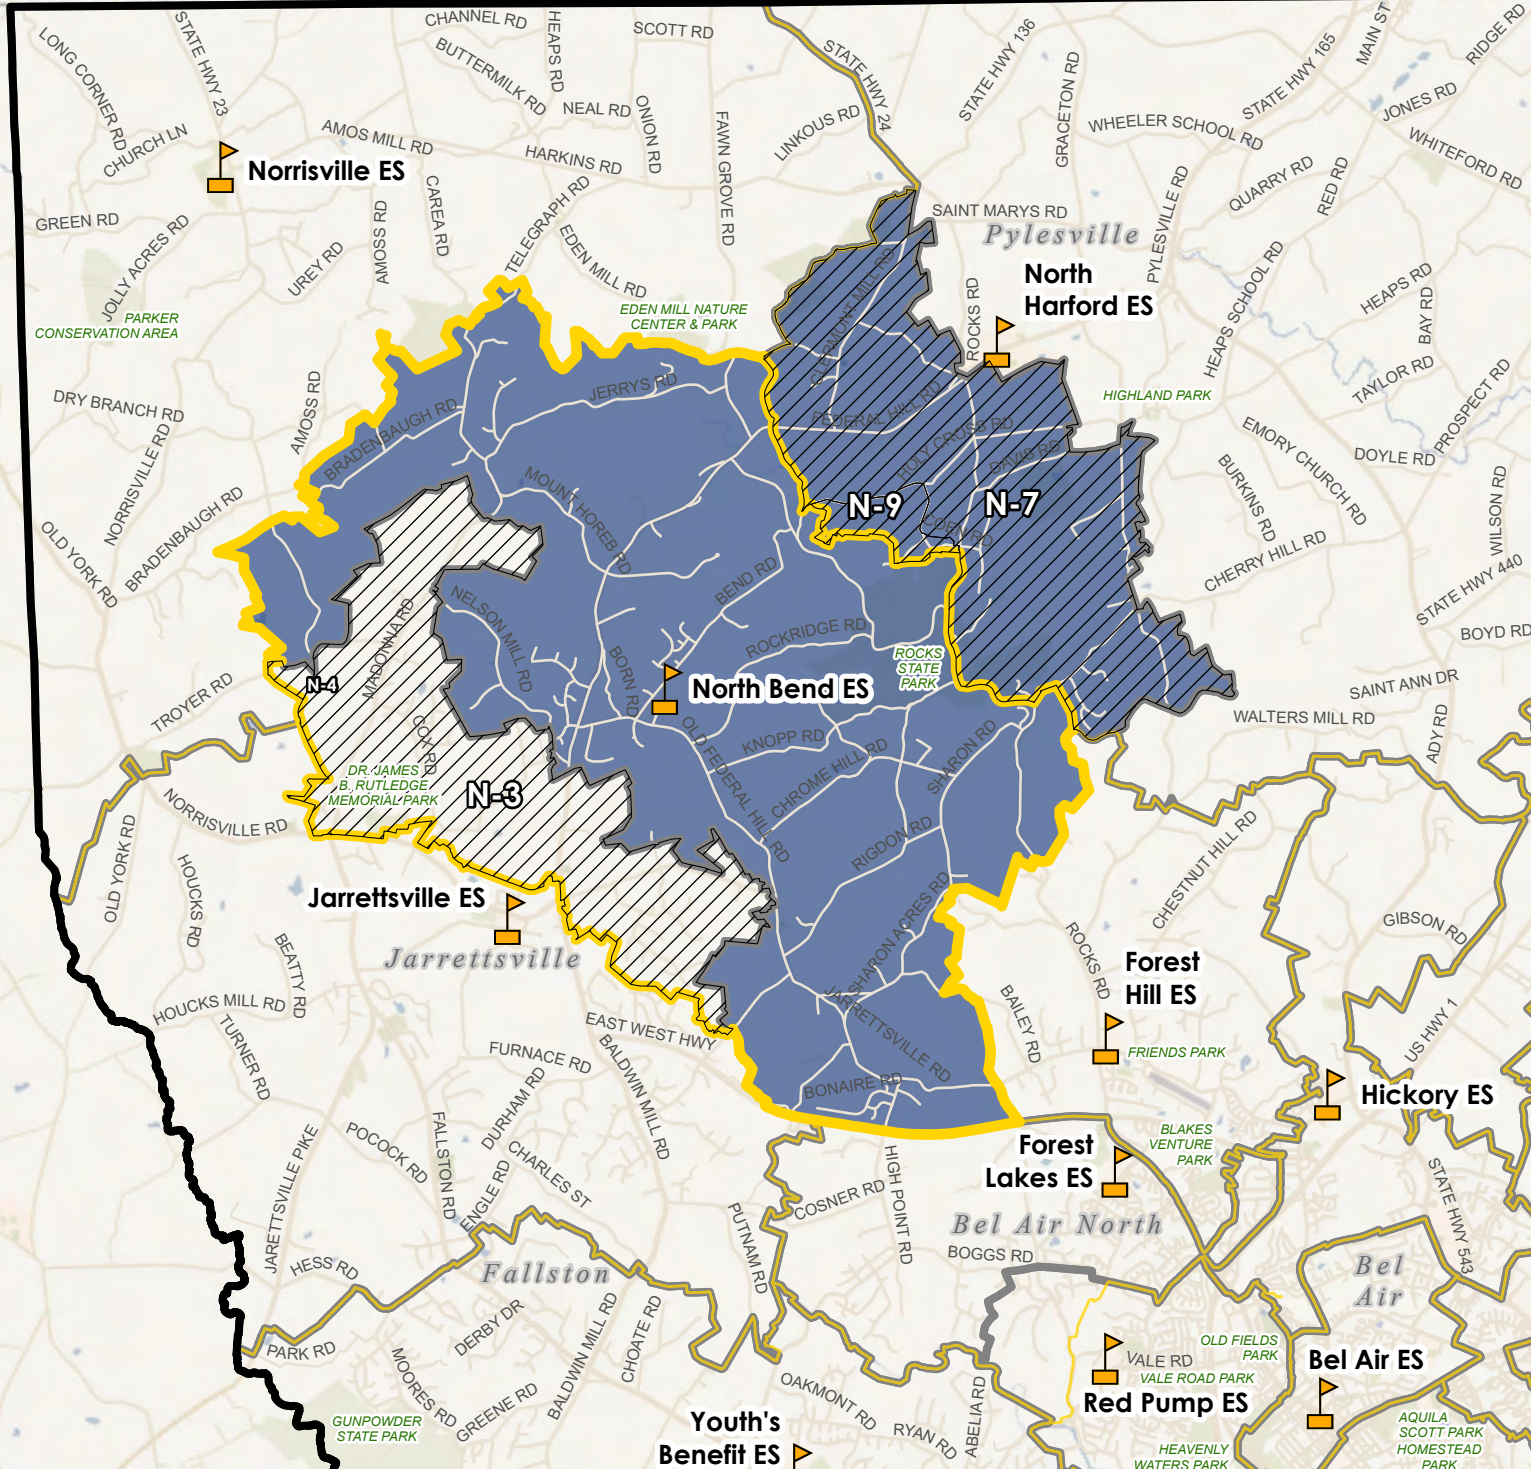 CHANNEL RD
SCOTT RD
STATE HWY 23
HEAPS RD
STATE HWY 136
STATE HWY 165
MAIN ST
RIDGE RD
LONG CORNER RD
BUTTERMILK RD
STATE HWY 24
GRACETON RD
JONES RD
NEAL RD
ONION RD
FAWN GROVE RD
LINKOUS RD
WHEELER SCHOOL RD
WHITEFORD RD
CHURCH LN
AMOS MILL RD
HARKINS RD
Norrisville ES
QUARRY RD
RED RD
PYLESVILLE RD
GREEN RD
CAREA RD
AMOSS RD
TELEGRAPH RD
SAINT MARYS RD
Pylesville
JOLLY ACRES RD
UREY RD
EDEN MILL RD
CLERMONT MILL RD
ROCKS RD
North
Harford ES
HEAPS SCHOOL RD
HEAPS RD
BAY RD
PARKER
CONSERVATION AREA
EDEN MILL NATURE
CENTER & PARK
DRY BRANCH RD
AMOSS RD
JERRYS RD
FEDERAL HILL RD
HIGHLAND PARK
TAYLOR RD
PROSPECT RD
NORRISVILLE RD
BRADENBAUGH RD
HOLY CROSS RD
DAVIS RD
EMORY CHURCH RD
DOYLE RD
BURKINS RD
WILSON RD
OLD YORK RD
BRADENBAUGH RD
MOUNT HOREB RD
N-9
N-7
COEN RD
CHERRY HILL RD
STATE HWY 440
BEND RD
NELSON MILL RD
MADONNA RD
ROCKRIDGE RD
BOYD RD
ROCKS
STATE
PARK
BORN RD
North Bend ES
N-4
TROYER RD
SAINT ANN DR
WALTERS MILL RD
ADY RD
COX RD
OLD FEDERAL HILL RD
KNOPP RD
CHROME HILL RD
SHARON RD
DR. JAMES
B. RUTLEDGE
MEMORIAL PARK
N-3
NORRISVILLE RD
OLD YORK RD
RIGDON RD
CHESTNUT HILL RD
HOUCKS RD
Jarrettsville ES
SHARON ACRES RD
GIBSON RD
Jarrettsville
BEATTY RD
ROCKS RD
Forest
Hill ES
HOUCKS MILL RD
TURNER RD
EAST WEST HWY
JARRETTSVILLE RD
BAILEY RD
US HWY 1
FRIENDS PARK
FURNACE RD
DURHAM RD
BALDWIN MILL RD
BONAIRE RD
Hickory ES
JARETTSVILLE PIKE
POCOCK RD
FALLSTON RD
CHARLES ST
ENGLE RD
HIGH POINT RD
Forest
Lakes ES
BLAKES
VENTURE
PARK
STATE HWY 543
COSNER RD
PUTNAM RD
Bel Air North
BOGGS RD
HESS RD
Fallston
Bel
Air
PARK RD
DERBY DR
BALDWIN MILL RD
CHOATE RD
MOORES RD
GREENE RD
OLD FIELDS
PARK
VALE RD
VALE ROAD PARK
Bel Air ES
Red Pump ES
OAKMONT RD
RYAN RD
ABELIARD
GUNPOWDER
STATE PARK
Youth's
Benefit ES
AQUILA
SCOTT PARK
HOMESTEAD
PARK
HEAVENLY
WATERS PARK